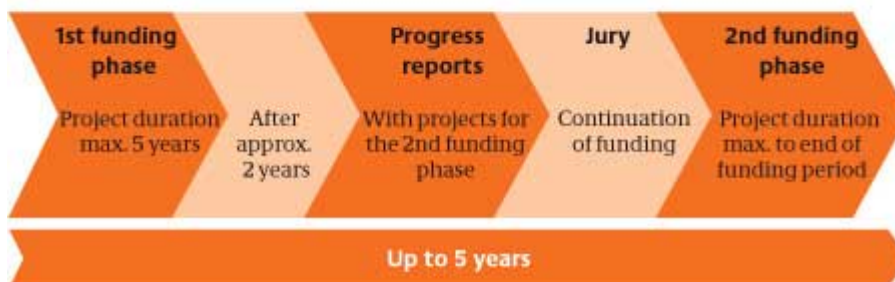 1st funding
phase
Project duration
max. 5 years
After
approx.
2 years
Progress
reports
With projects for
the 2nd funding
phase
Jury
Continuation
of funding
2nd funding
phase
Project duration
max. to end of
funding period
Up to 5 years